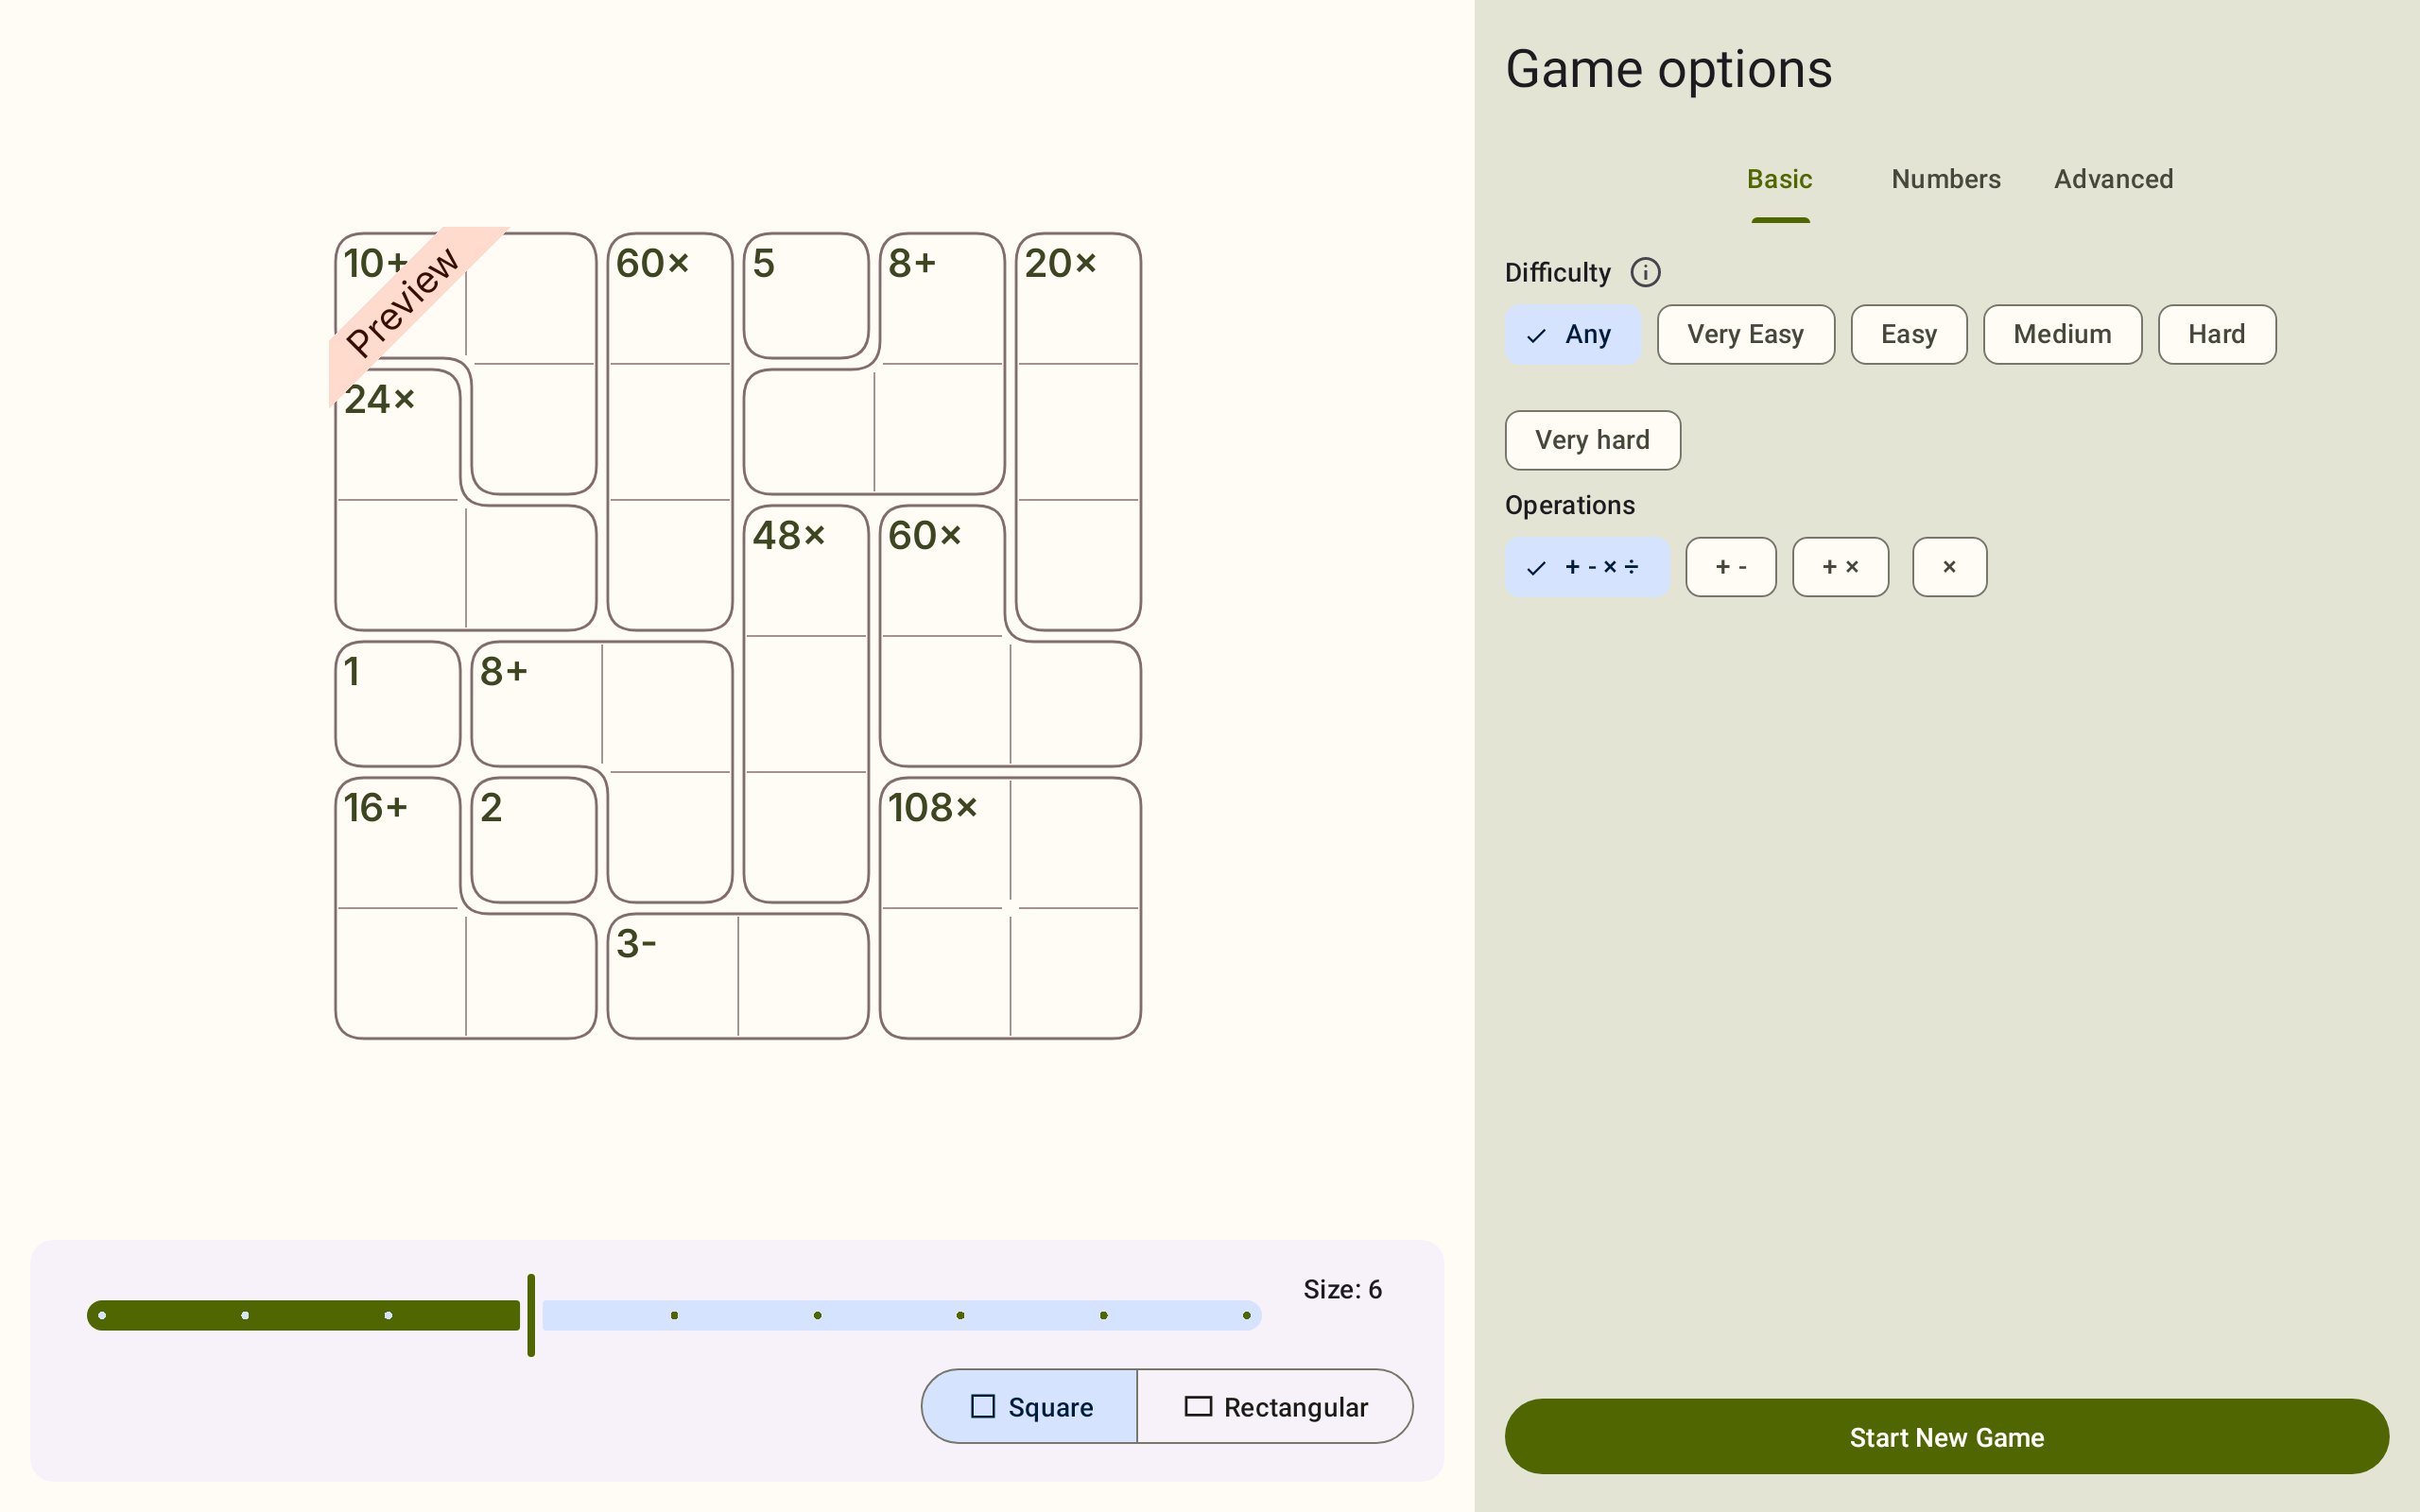 10+ 60× 5 8+ 20×
Preview
24×
48× 60×
1 8+
16+ 2 108×
3-
Size: 6
Square Rectangular
Game options
Basic Numbers Advanced
Difficulty
Any Very Easy Easy Medium Hard
Very hard
Operations
+ - × ÷ + - + × ×
Start New Game